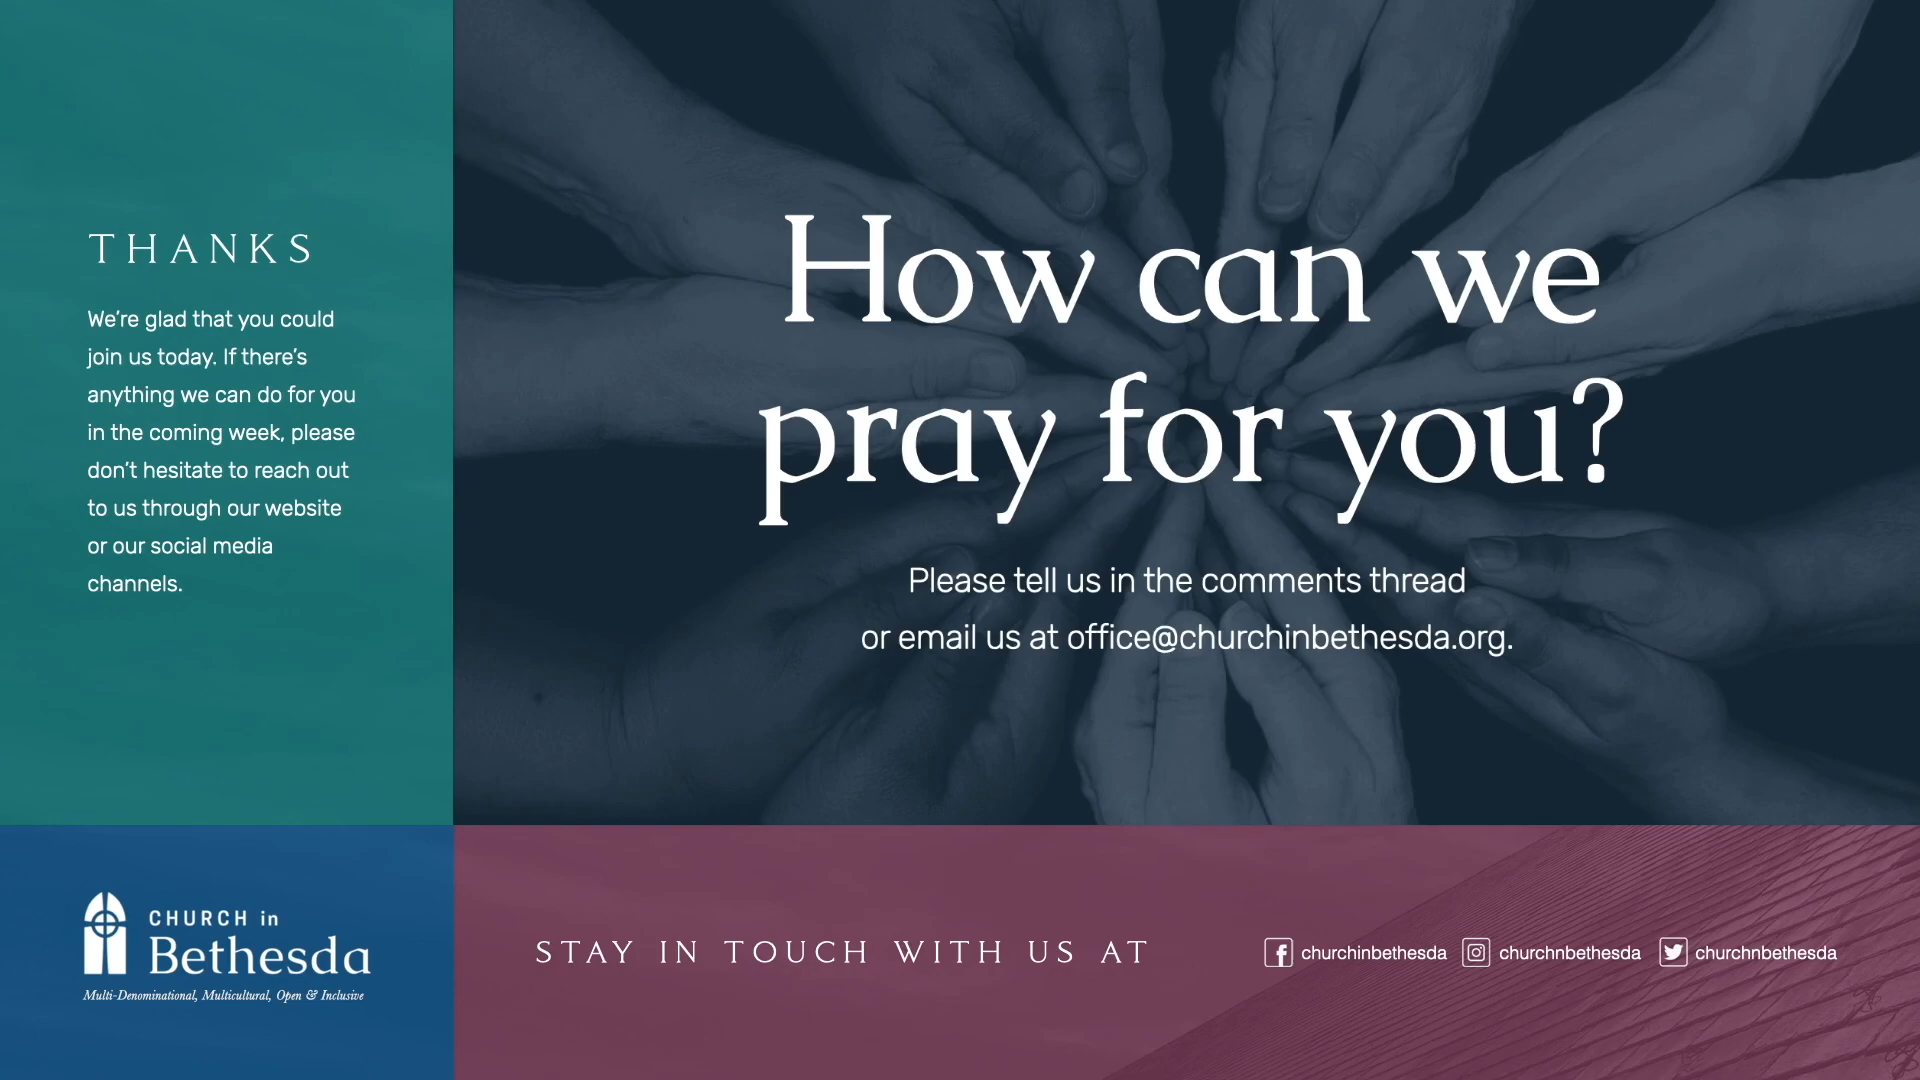 THANKS
We're glad that you could
join us today. If there's
anything we can do for you
in the coming week, please
don't hesitate to reach out
to us through our website
or our social media
channels.
How can we
pray for you?
Please tell us in the comments thread
or email us at office@churchinbethesda.org.
CHURCH in
Bethesda
Multi-Denominational, Multicultural, Open & Inclusive
STAY IN TOUCH WITH US AT
churchinbethesda
churchnbethesda
churchnbethesda